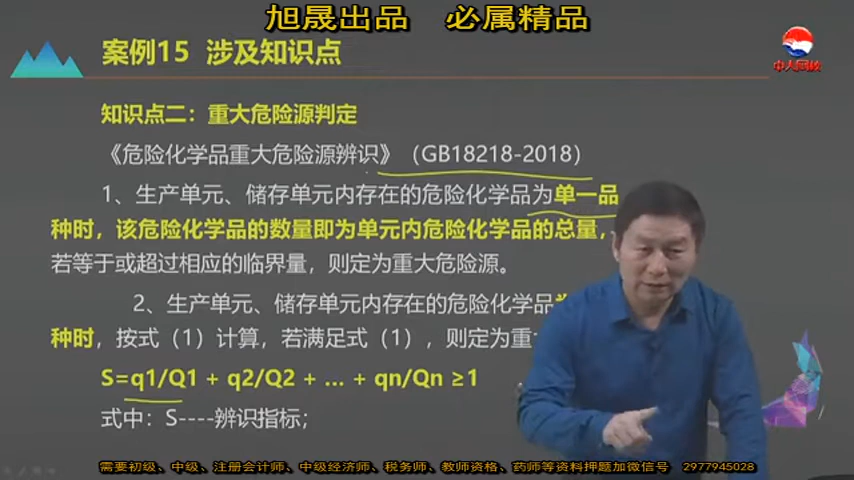 旭晟出品 必属精品
案例15 涉及知识点
知识点二：重大危险源判定
《危险化学品重大危险源辨识》（GB18218-2018）
1、生产单元、储存单元内存在的危险化学品为单一品
种时，该危险化学品的数量即为单元内危险化学品的总量，
若等于或超过相应的临界量，则定为重大危险源。
2、生产单元、储存单元内存在的危险化学品
种时，按式（1）计算，若满足式（1），则定为重
S=q1/Q1 + q2/Q2 + ... + qn/Qn ≥1
式中：S----辨识指标；
需要初级、中级、注册会计师、中级经济师、税务师、教师资格、药师等资料押题加微信号 2977945028